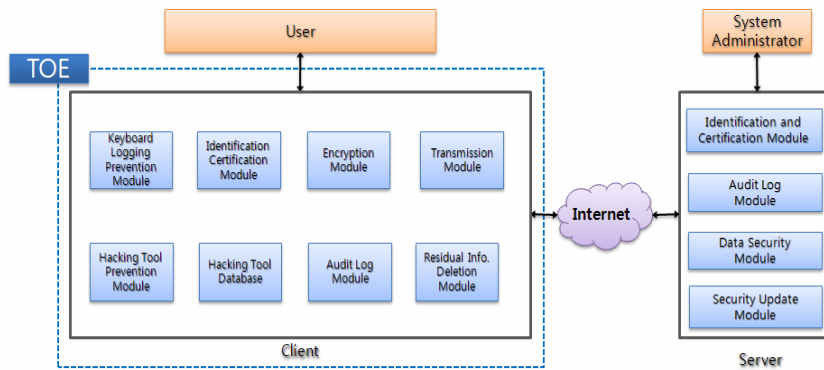 User
System
Administrator
TOE
Keyboard
Logging
Prevention
Module
Identification
Certification
Module
Encryption
Module
Transmission
Module
Hacking Tool
Prevention
Module
Hacking Tool
Database
Audit Log
Module
Residual Info.
Deletion
Module
Client
Internet
Identification and
Certification Module
Audit Log
Module
Data Security
Module
Security Update
Module
Server